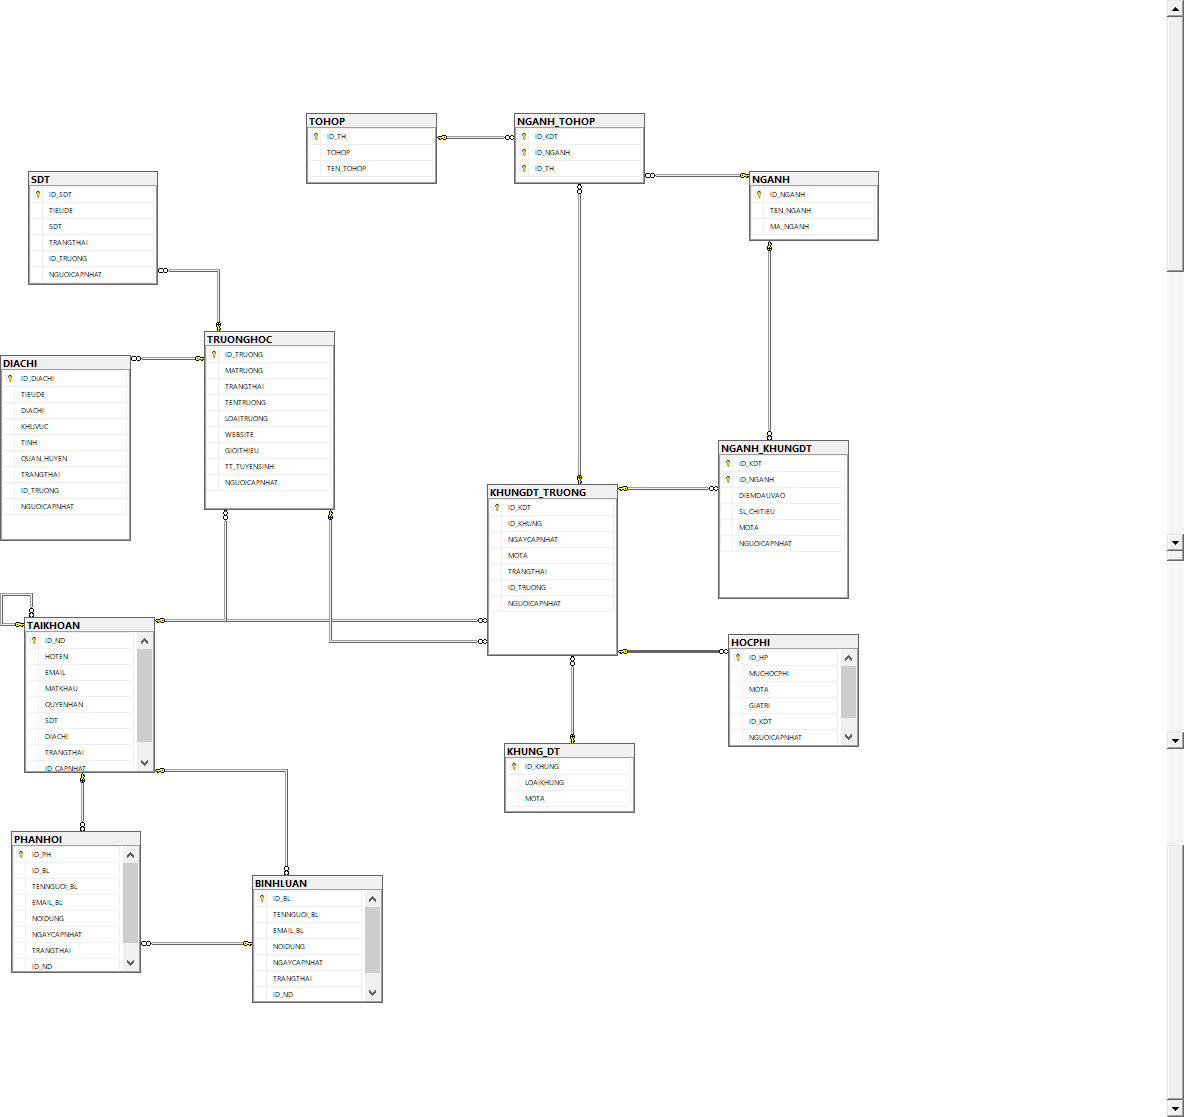 TOHOP
ID_TH
TOHOP
TEN_TOHOP
NGANH_TOHOP
ID_KDT
ID_NGANH
ID_TH
SDT
ID_SDT
TIEUDE
SDT
TRANGTHAI
ID_TRUONG
NGUOICAPNHAT
NGANH
ID_NGANH
TEN_NGANH
MA_NGANH
TRUONGHOC
ID_TRUONG
MATRUONG
TRANGTHAI
TENTRUONG
LOAITRUONG
WEBSITE
GIOITHIEU
TT_TUYENSINH
NGUOICAPNHAT
DIACHI
ID_DIACHI
TIEUDE
DIACHI
KHUVUC
TINH
QUAN_HUYEN
TRANGTHAI
ID_TRUONG
NGUOICAPNHAT
NGANH_KHUNGDT
ID_KDT
ID_NGANH
DIEMDAUVAO
SL_CHITIEU
MOTA
NGUOICAPNHAT
KHUNGDT_TRUONG
ID_KDT
ID_KHUNG
NGAYCAPNHAT
MOTA
TRANGTHAI
ID_TRUONG
NGUOICAPNHAT
TAIKHOAN
ID_ND
HOTEN
EMAIL
MATKHAU
QUYENHAN
SDT
DIACHI
TRANGTHAI
ID_CAPNHAT
HOCPHI
ID_HP
MUCHOCPHI
MOTA
GIATRI
ID_KDT
NGUOICAPNHAT
KHUNG_DT
ID_KHUNG
LOAIKHUNG
MOTA
PHANHOI
ID_PH
ID_BL
TENNGUOI_BL
EMAIL_BL
NOIDUNG
NGAYCAPNHAT
TRANGTHAI
ID_ND
BINHLUAN
ID_BL
TENNGUOI_BL
EMAIL_BL
NOIDUNG
NGAYCAPNHAT
TRANGTHAI
ID_ND